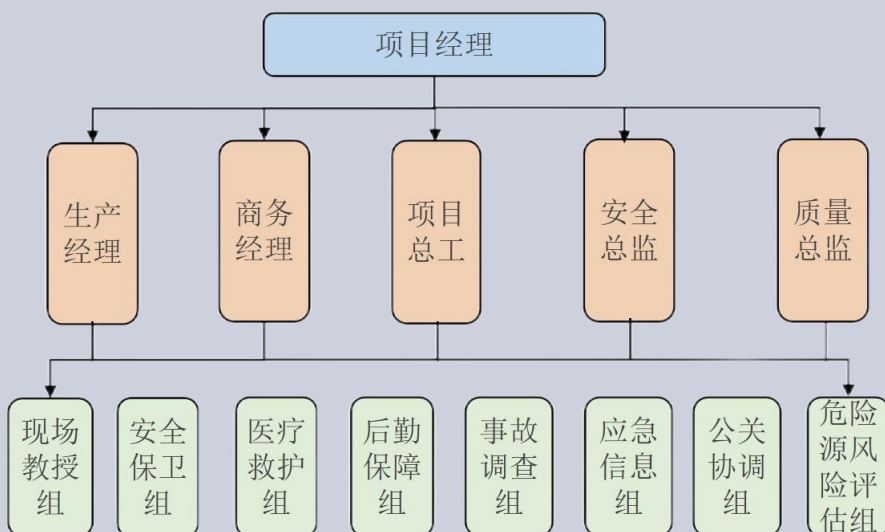 项目经理
生产
经理
商务
经理
项目
总工
安全
总监
质量
总监
现场
教授
组
安全
保卫
组
医疗
救护
组
后勤
保障
组
事故
调查
组
应急
信息
组
公关
协调
组
危险
源风
险评
估组